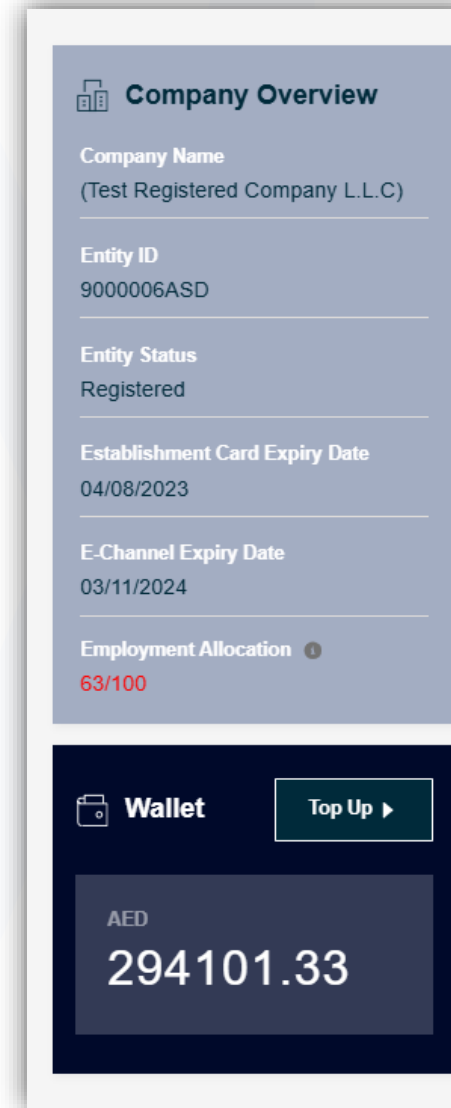 Company Overview
Company Name
(Test Registered Company L.L.C)
Entity ID
9000006ASD
Entity Status
Registered
Establishment Card Expiry Date
04/08/2023
E-Channel Expiry Date
03/11/2024
Employment Allocation
63/100
Wallet
Top Up
AED
294101.33